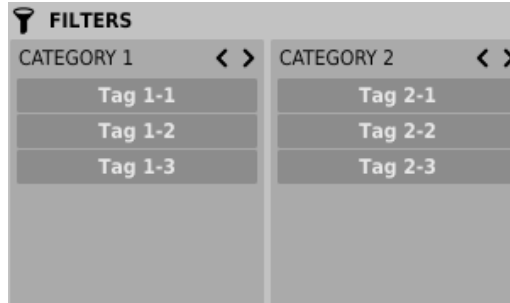 FILTERS
CATEGORY 1
Tag 1-1
Tag 1-2
Tag 1-3
CATEGORY 2
Tag 2-1
Tag 2-2
Tag 2-3